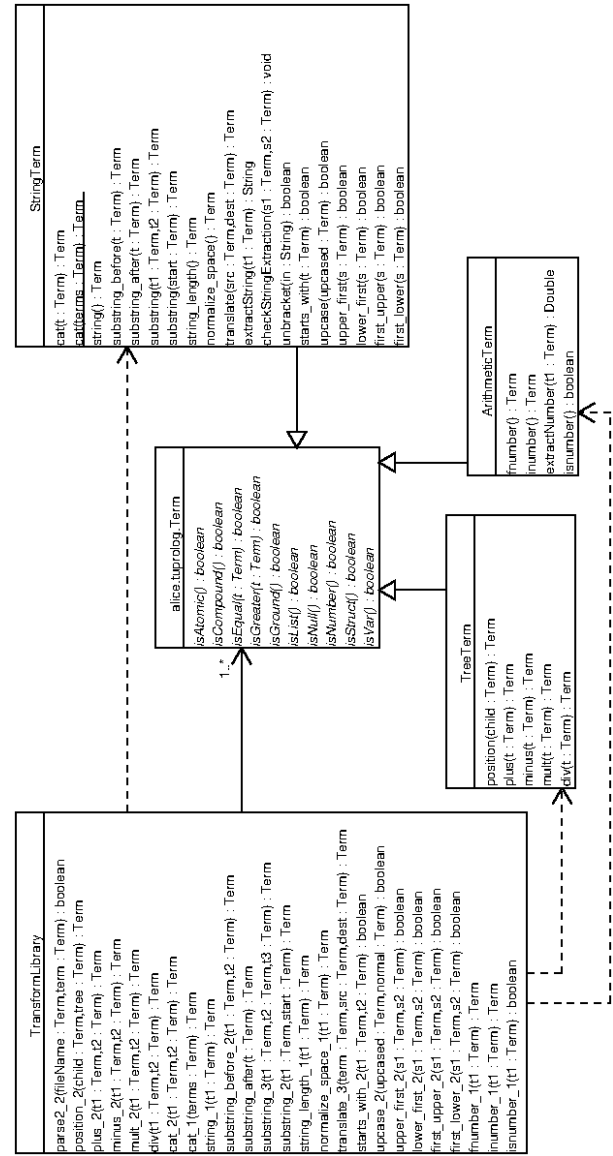 TransformLibrary
parse2_2(fileName : Term,term : Term) : boolean
position_2(child : Term,tree : Term) : Term
plus_2(t1 : Term,t2 : Term) : Term
minus_2(t1 : Term,t2 : Term) : Term
mult_2(t1 : Term,t2 : Term) : Term
div(t1 : Term,t2 : Term) : Term
cat_2(t1 : Term,t2 : Term) : Term
cat_1(terms : Term) : Term
string_1(t1 : Term) : Term
substring_before_2(t1 : Term,t2 : Term) : Term
substring_after(t : Term) : Term
substring_3(t1 : Term,t2 : Term,t3 : Term) : Term
substring_2(t1 : Term,start : Term) : Term
string_length_1(t1 : Term) : Term
normalize_space_1(t1 : Term) : Term
translate_3(term : Term,src : Term,dest : Term) : Term
starts_with_2(t1 : Term,t2 : Term) : boolean
upcase_2(upcased : Term,normal : Term) : boolean
upper_first_2(s1 : Term,s2 : Term) : boolean
lower_first_2(s1 : Term,s2 : Term) : boolean
first_upper_2(s1 : Term,s2 : Term) : boolean
first_lower_2(s1 : Term,s2 : Term) : boolean
fnumber_1(t1 : Term) : Term
inumber_1(t1 : Term) : Term
isnumber_1(t1 : Term) : boolean
1..*
alice.tuprolog.Term
isAtomic() : boolean
isCompound() : boolean
isEqual(t : Term) : boolean
isGreater(t : Term) : boolean
isGround() : boolean
isList() : boolean
isNull() : boolean
isNumber() : boolean
isStruct() : boolean
isVar() : boolean
StringTerm
cat(t : Term) : Term
cat(terms : Term) : Term
string() : Term
substring_before(t : Term) : Term
substring_after(t : Term) : Term
substring(t1 : Term,t2 : Term) : Term
substring(start : Term) : Term
string_length() : Term
normalize_space() : Term
translate(src : Term,dest : Term) : Term
extractString(t1 : Term) : String
checkStringExtraction(s1 : Term,s2 : Term) : void
unbracket(in : String) : boolean
starts_with(t : Term) : boolean
upcase(upcased : Term) : boolean
upper_first(s : Term) : boolean
lower_first(s : Term) : boolean
first_upper(s : Term) : boolean
first_lower(s : Term) : boolean
TreeTerm
position(child : Term) : Term
plus(t : Term) : Term
minus(t : Term) : Term
mult(t : Term) : Term
div(t : Term) : Term
ArithmeticTerm
fnumber() : Term
inumber() : Term
extractNumber(t1 : Term) : Double
isnumber() : boolean